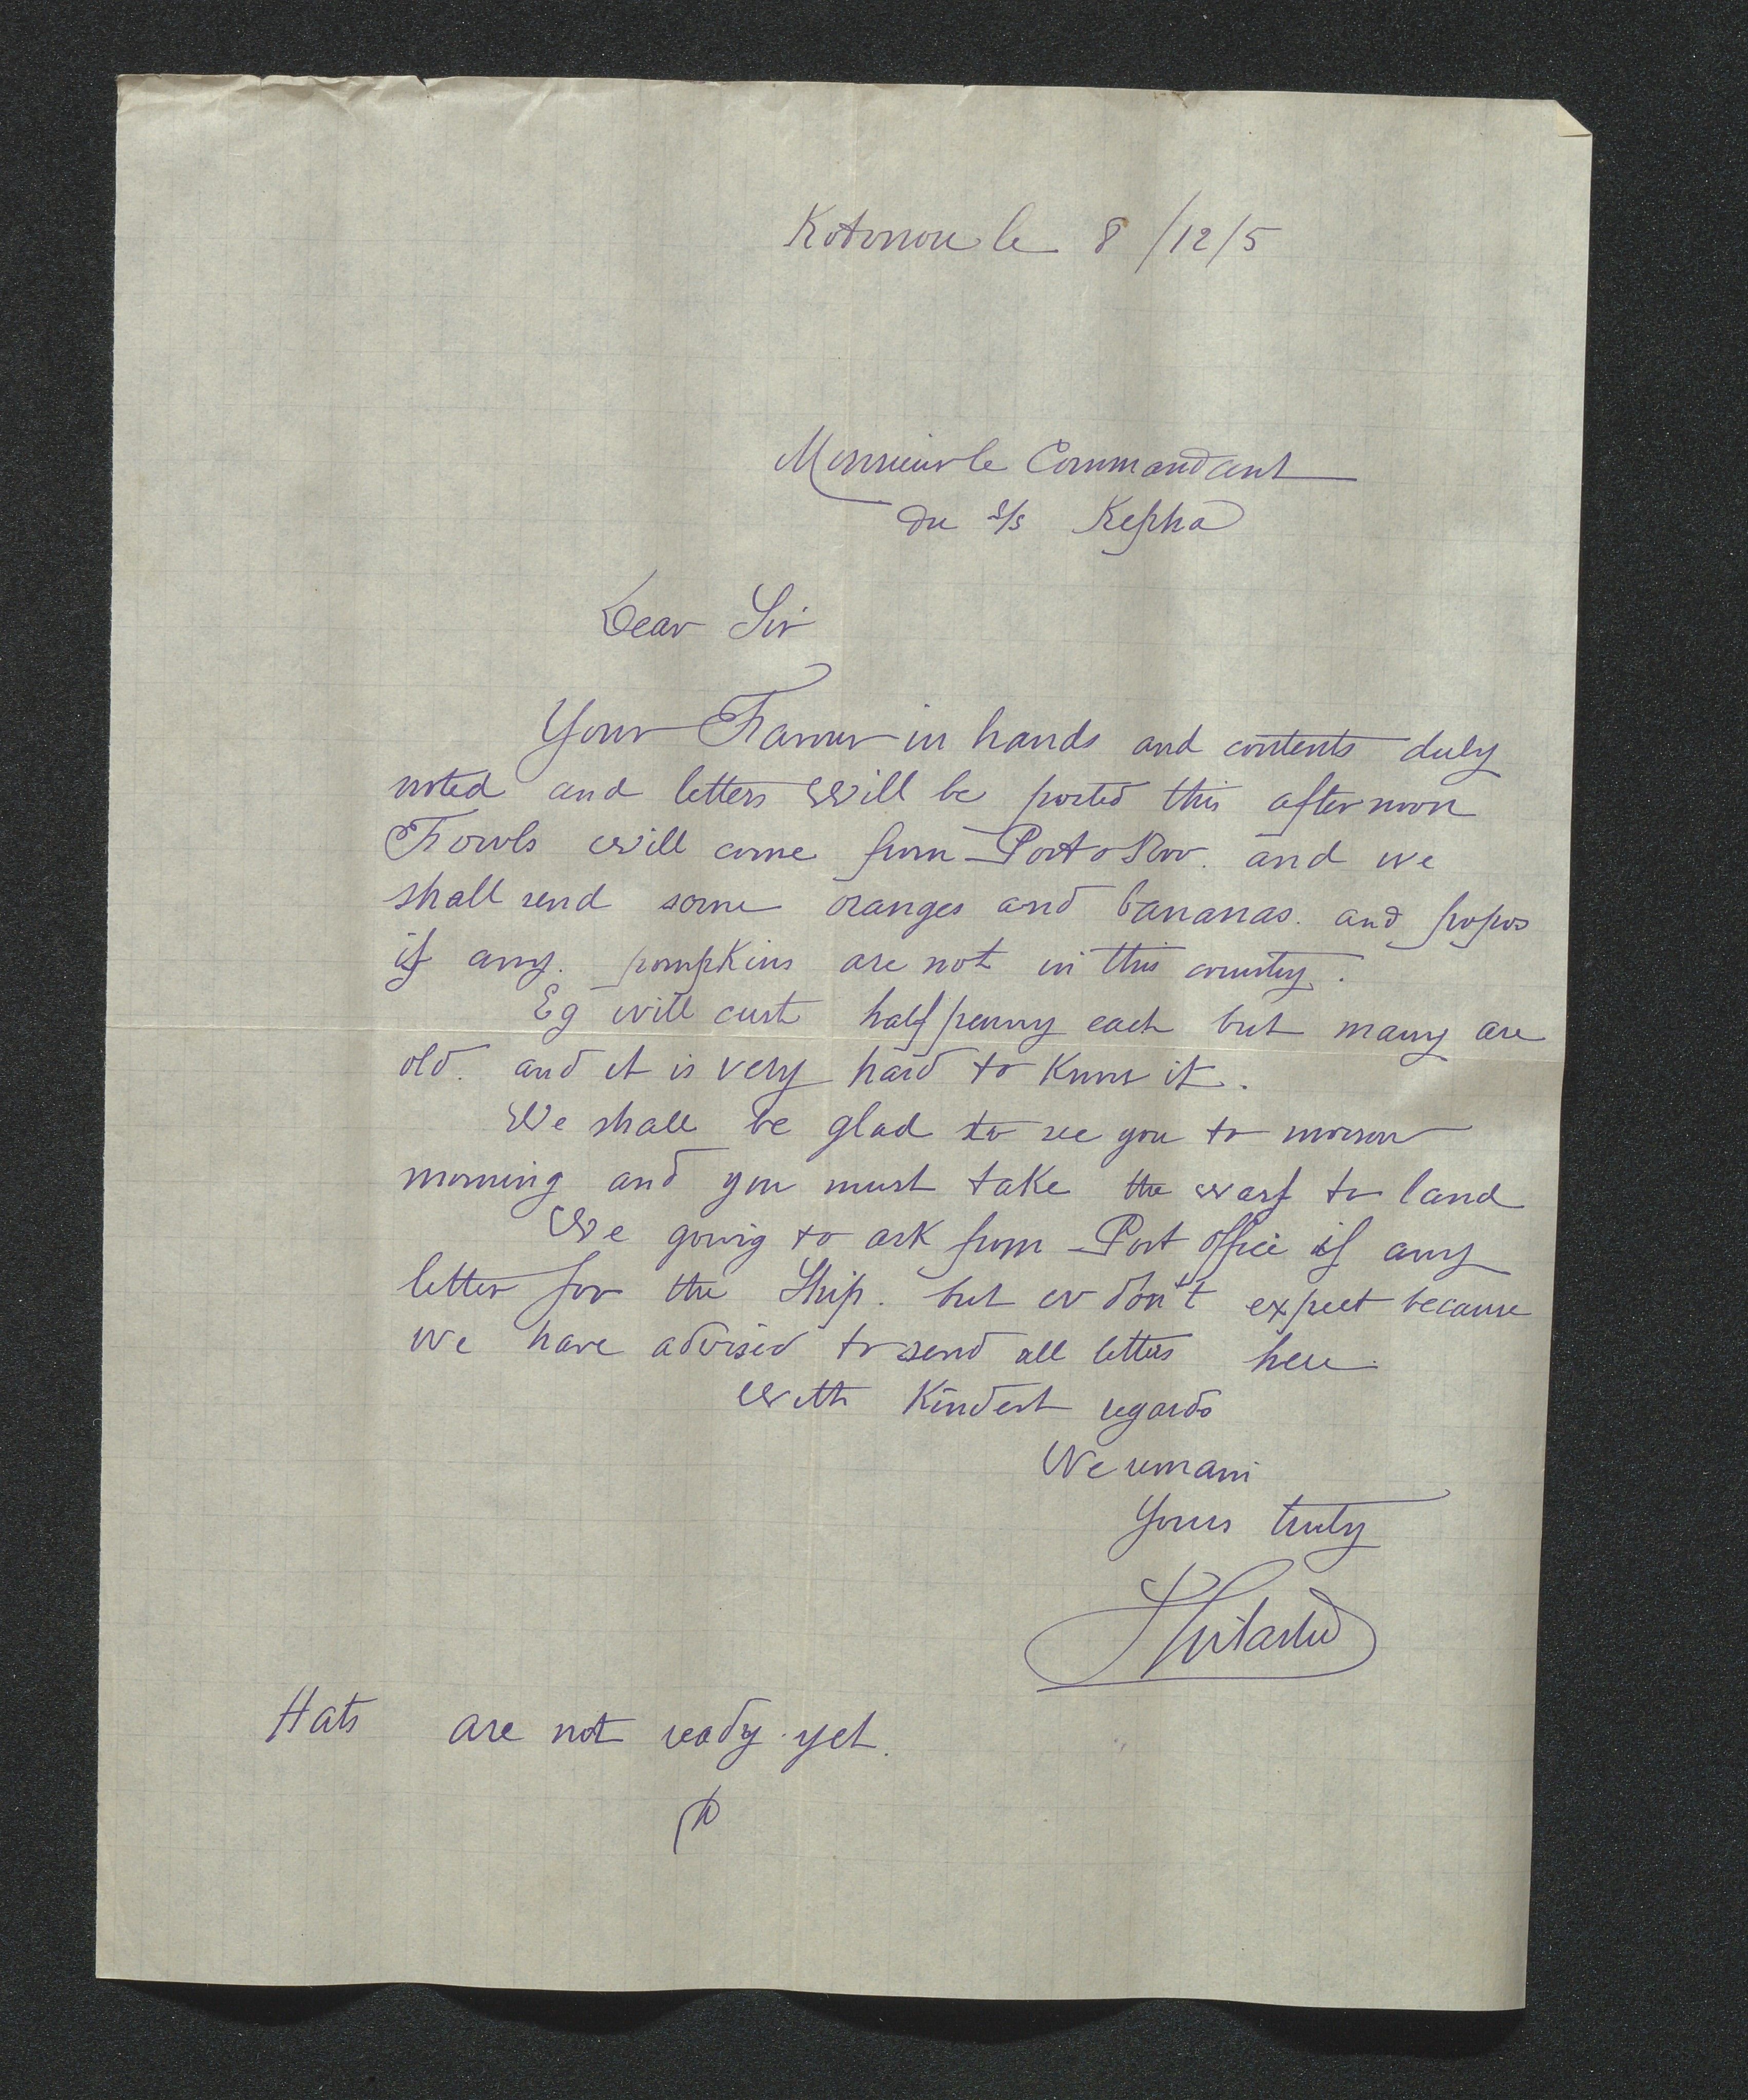 Kotonou le 8/12/5
Monsieur le Commandant
du s/s Kepha
Dear Sir
Your Favour in hands and contents duly
noted and letters will be posted this afternoon
Fowls will come from Porto Nov. and we
shall send some oranges and bananas. and popos
if any. pompkins are not in this country.
Eg will cost half penny each but many are
old. and it is very hard to know it.
We shall be glad to see you to morrow
morning and you must take the warf to land
We going to ask from Post office if any
letter for the Ship. but don't expect because
we have advised to send all letters here.
With Kindest regards
We remain
Yours truly
Hats are not ready yet.